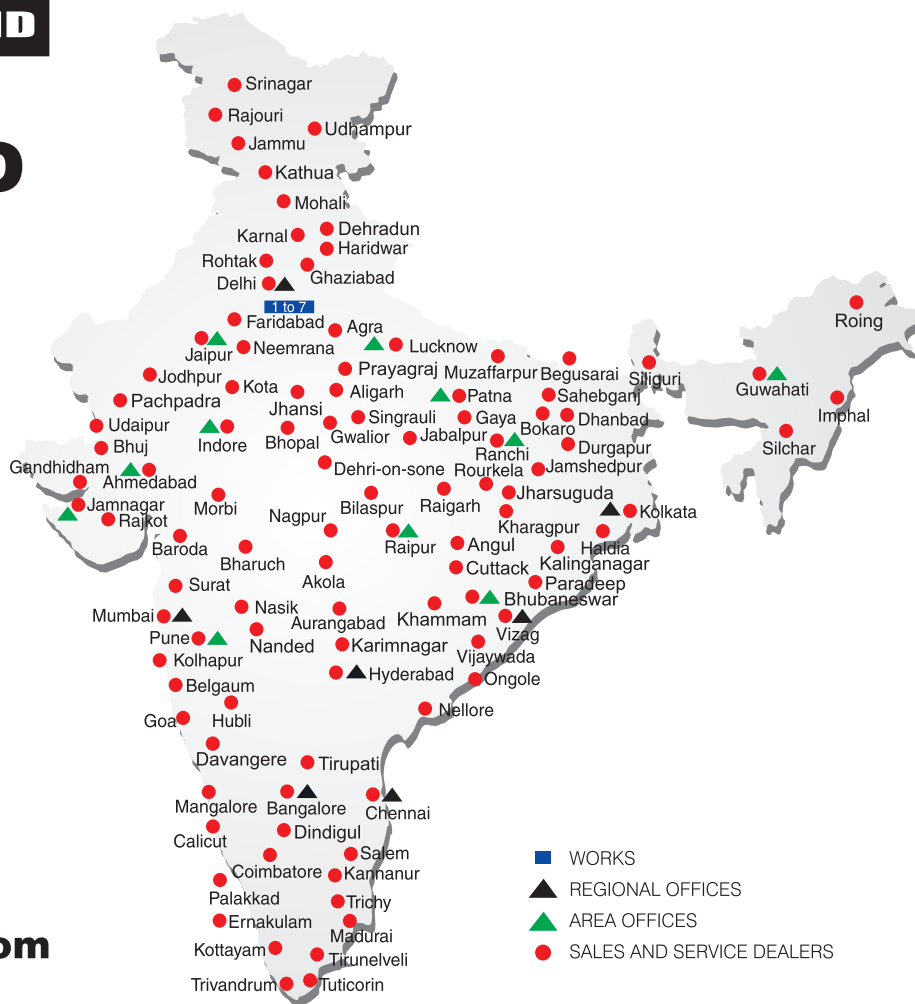 ND
Srinagar
Rajouri
Udhampur
Jammu
Kathua
Mohali
Dehradun
Karnal
Haridwar
Rohtak
Ghaziabad
Delhi
1 to 7
Faridabad
Agra
Roing
Jaipur
Neemrana
Lucknow
Jodhpur
Prayagraj
Muzaffarpur
Begusarai
Siliguri
Guwahati
Pachpadra
Kota
Aligarh
Patna
Sahebganj
Imphal
Jhansi
Udaipur
Indore
Bhopal
Gwalior
Singrauli
Gaya
Bokaro
Dhanbad
Silchar
Bhuj
Jabalpur
Ranchi
Durgapur
Gandhidham
Ahmedabad
Dehri-on-sone
Rourkela
Jamshedpur
Jamnagar
Rajkot
Morbi
Bilaspur
Raigarh
Jharsuguda
Kolkata
Nagpur
Kharagpur
Baroda
Bharuch
Raipur
Angul
Haldia
Kalinganagar
Akola
Cuttack
Paradeep
Surat
Bhubaneswar
Mumbai
Nasik
Aurangabad
Khammam
Vizag
Pune
Nanded
Karimnagar
Vijaywada
Kolhapur
Hyderabad
Ongole
Belgaum
Goa
Hubli
Nellore
Davangere
Tirupati
Mangalore
Bangalore
Chennai
Calicut
Dindigul
Coimbatore
Salem
Kannanur
Palakkad
Trichy
Ernakulam
Madurai
Kottayam
Tirunelveli
Trivandrum
Tuticorin
WORKS
REGIONAL OFFICES
AREA OFFICES
SALES AND SERVICE DEALERS
om